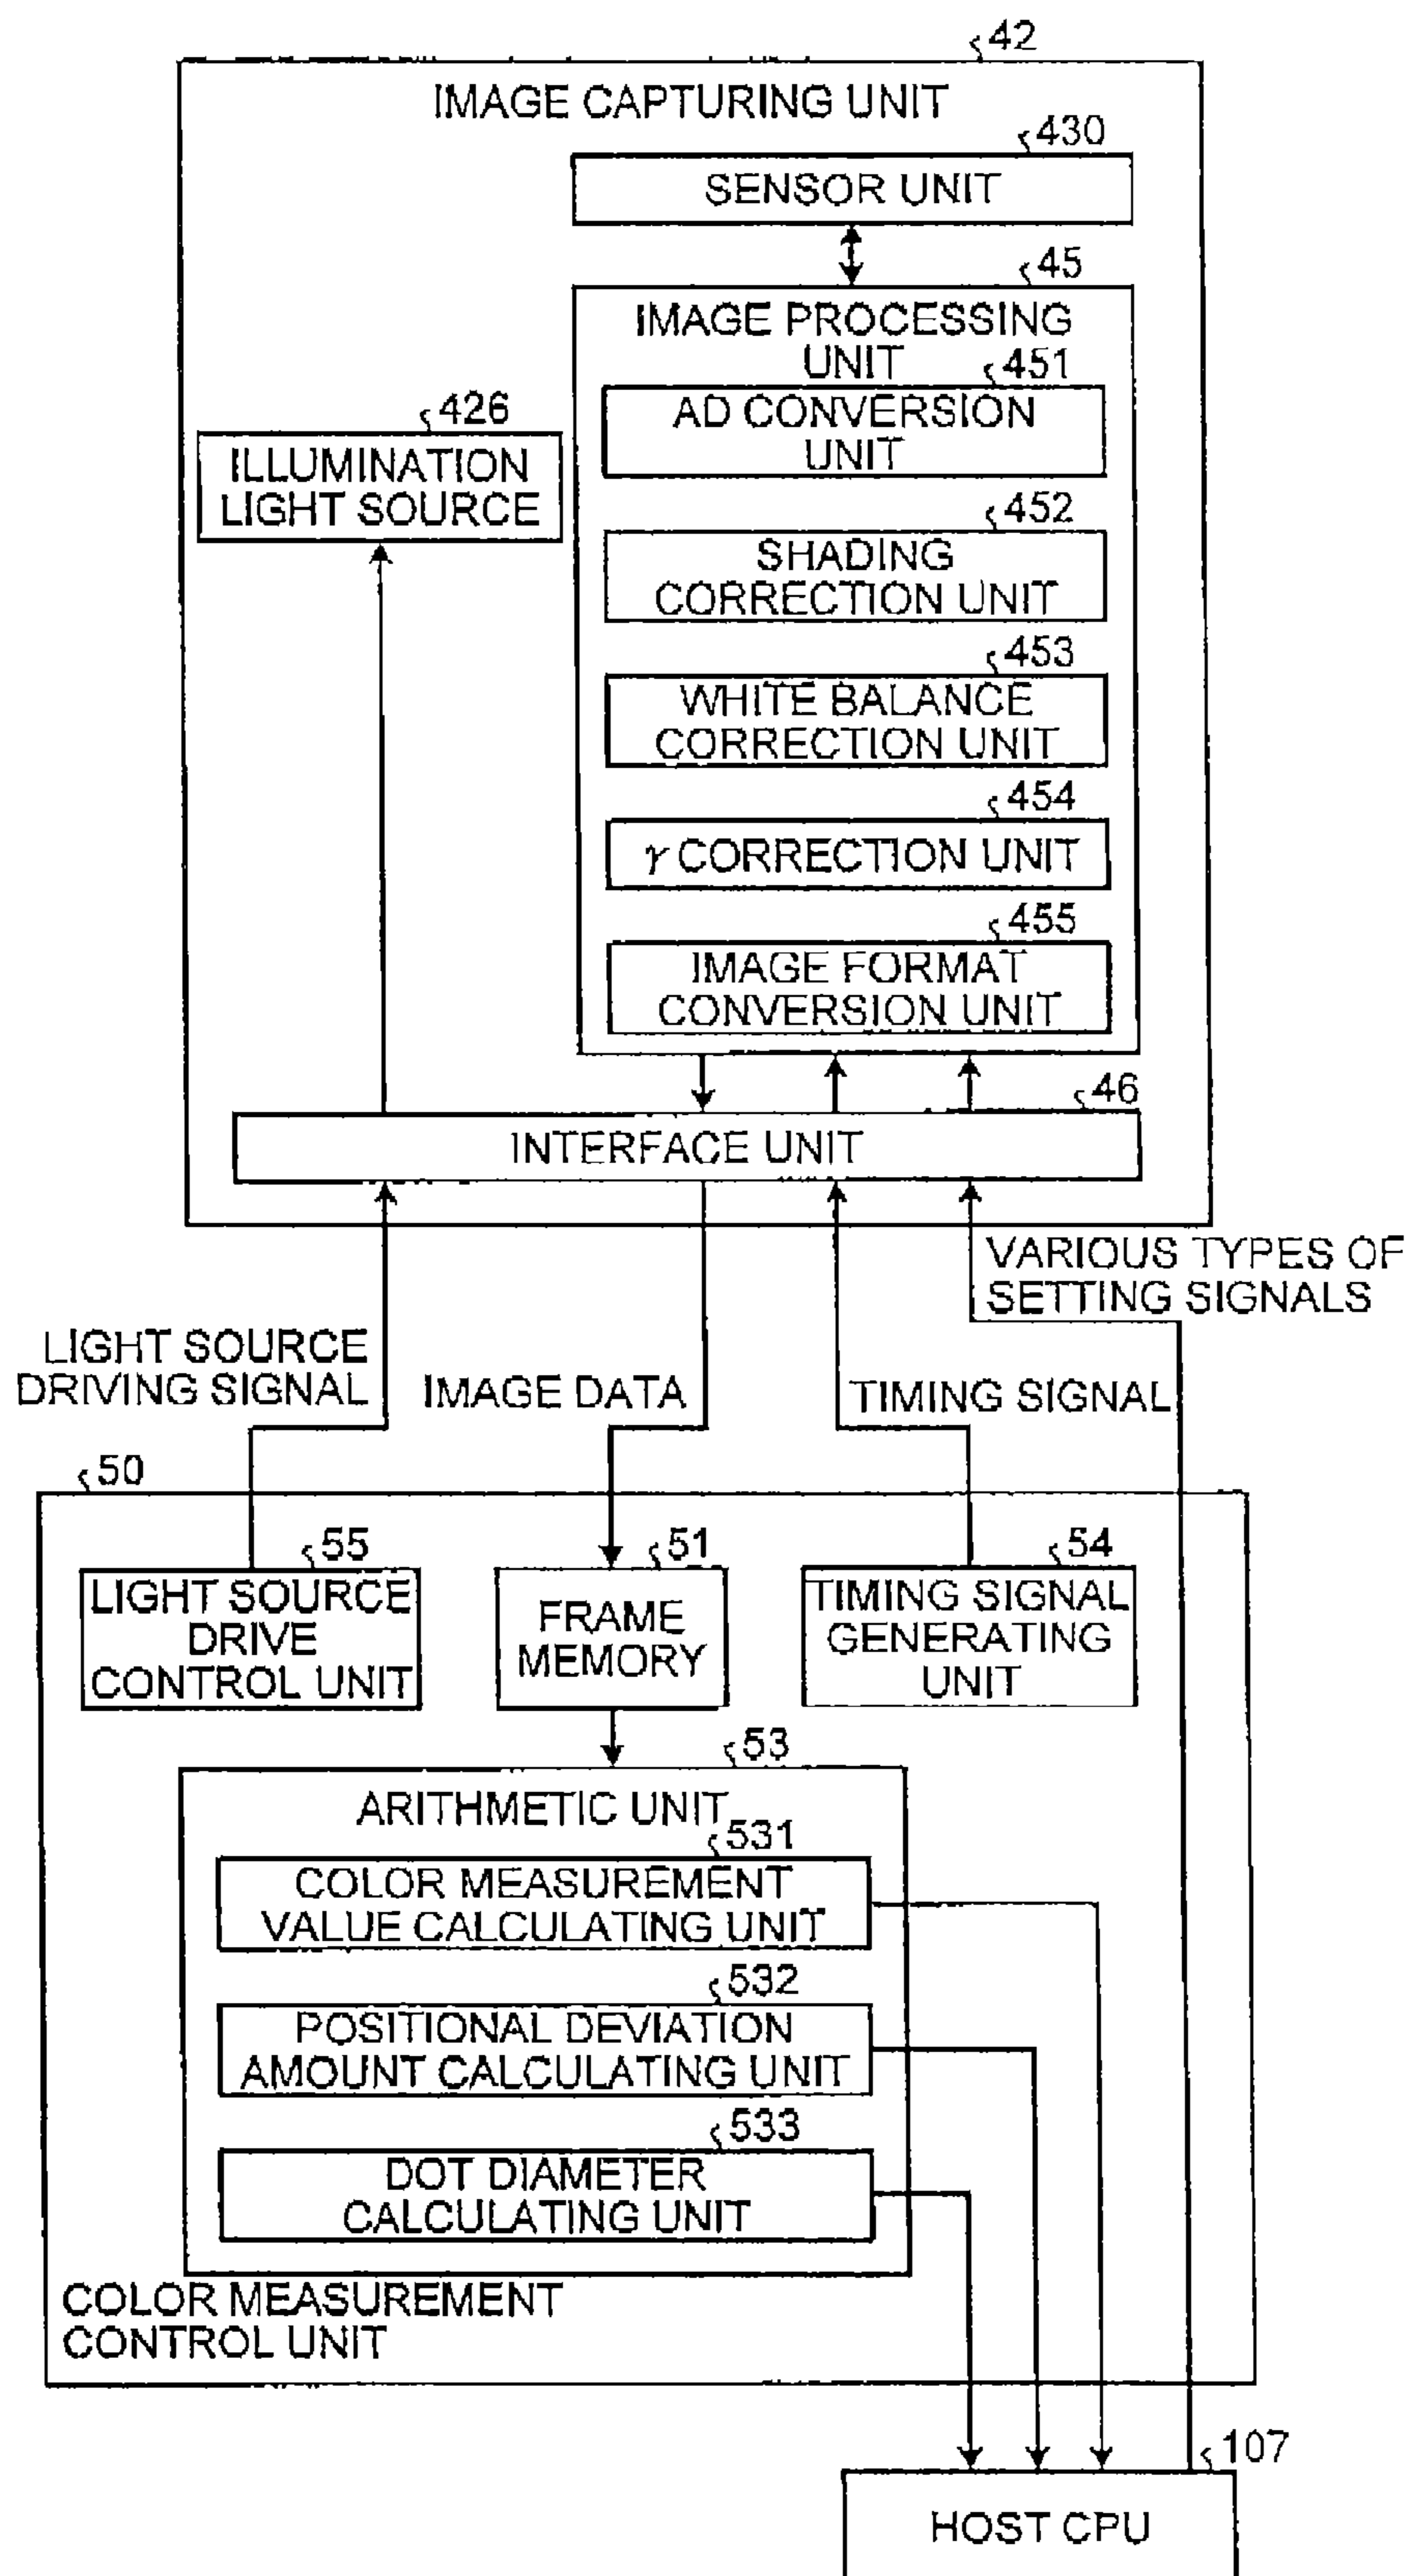 42
IMAGE CAPTURING UNIT
430
SENSOR UNIT
45
IMAGE PROCESSING
UNIT
451
AD CONVERSION
UNIT
426
ILLUMINATION
LIGHT SOURCE
452
SHADING
CORRECTION UNIT
453
WHITE BALANCE
CORRECTION UNIT
454
γ CORRECTION UNIT
455
IMAGE FORMAT
CONVERSION UNIT
46
INTERFACE UNIT
VARIOUS TYPES OF
SETTING SIGNALS
LIGHT SOURCE
DRIVING SIGNAL
IMAGE DATA
TIMING SIGNAL
50
55
LIGHT SOURCE
DRIVE
CONTROL UNIT
51
FRAME
MEMORY
54
TIMING SIGNAL
GENERATING
UNIT
53
ARITHMETIC UNIT
531
COLOR MEASUREMENT
VALUE CALCULATING UNIT
532
POSITIONAL DEVIATION
AMOUNT CALCULATING UNIT
533
DOT DIAMETER
CALCULATING UNIT
COLOR MEASUREMENT
CONTROL UNIT
107
HOST CPU